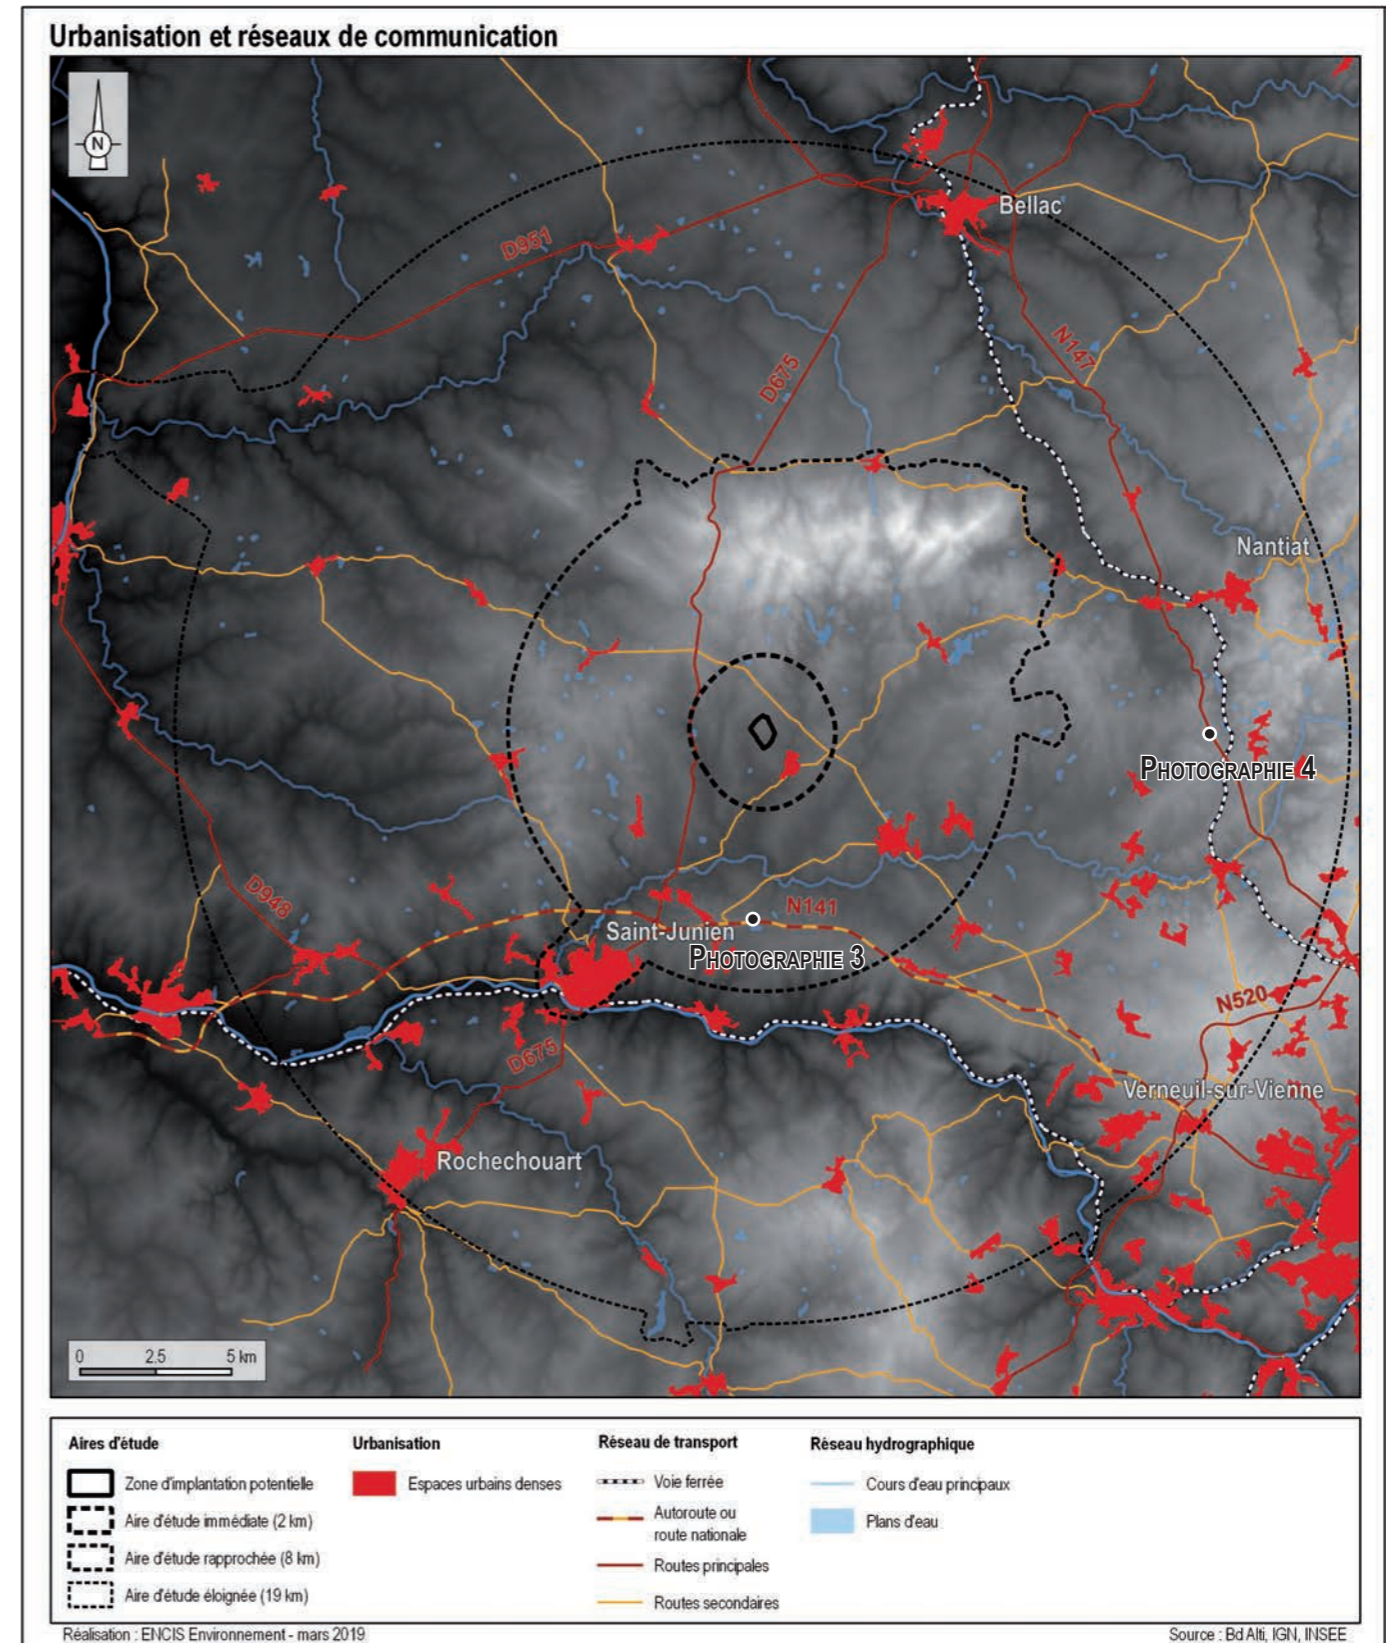 Urbanisation et réseaux de communication
N
Bellac
D951
N147
D675
Nantiat
PHOTOGRAPHIE 4
D948
N141
Saint-Junien
PHOTOGRAPHIE 3
N520
D675
Verneuil-sur-Vienne
Rochechouart
0 2.5 5 km
Aires d'étude
Zone d'implantation potentielle
Aire d'étude immédiate (2 km)
Aire d'étude rapprochée (8 km)
Aire d'étude éloignée (19 km)
Urbanisation
Espaces urbains denses
Réseau de transport
Voie ferrée
Autoroute ou
route nationale
Routes principales
Routes secondaires
Réseau hydrographique
Cours d'eau principaux
Plans d'eau
Réalisation : ENCIS Environnement - mars 2019
Source : Bd Alti, IGN, INSEE